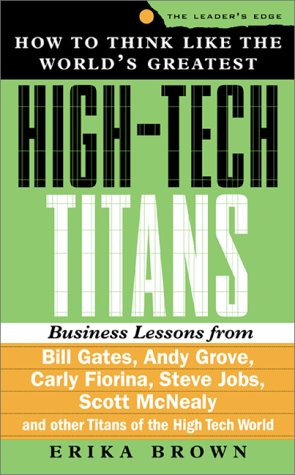 THE LEADER'S EDGE
HOW TO THINK LIKE THE
WORLD'S GREATEST
HIGH-TECH
TITANS
Business Lessons from
Bill Gates, Andy Grove,
Carly Fiorina, Steve Jobs,
Scott McNealy
and other Titans of the High Tech World
ERIKA BROWN